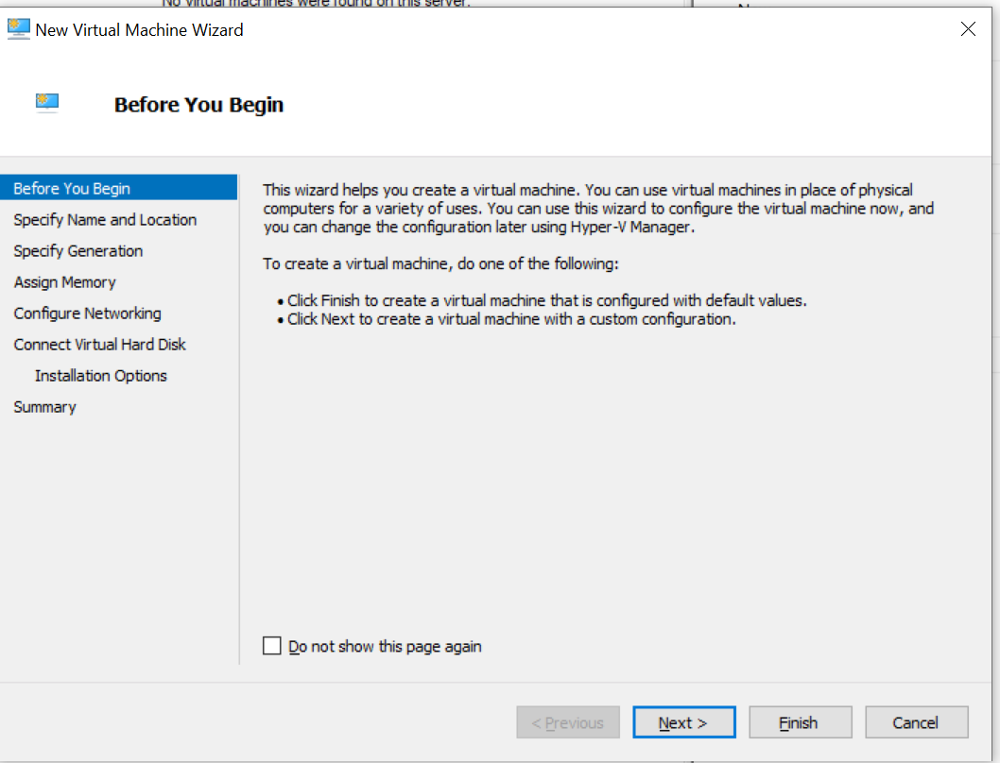 No virtual machines were found on this server.
New Virtual Machine Wizard
Before You Begin
Before You Begin
Specify Name and Location
Specify Generation
Assign Memory
Configure Networking
Connect Virtual Hard Disk
Installation Options
Summary
This wizard helps you create a virtual machine. You can use virtual machines in place of physical
computers for a variety of uses. You can use this wizard to configure the virtual machine now, and
you can change the configuration later using Hyper-V Manager.
To create a virtual machine, do one of the following:
• Click Finish to create a virtual machine that is configured with default values.
• Click Next to create a virtual machine with a custom configuration.
Do not show this page again
< Previous
Next >
Finish
Cancel